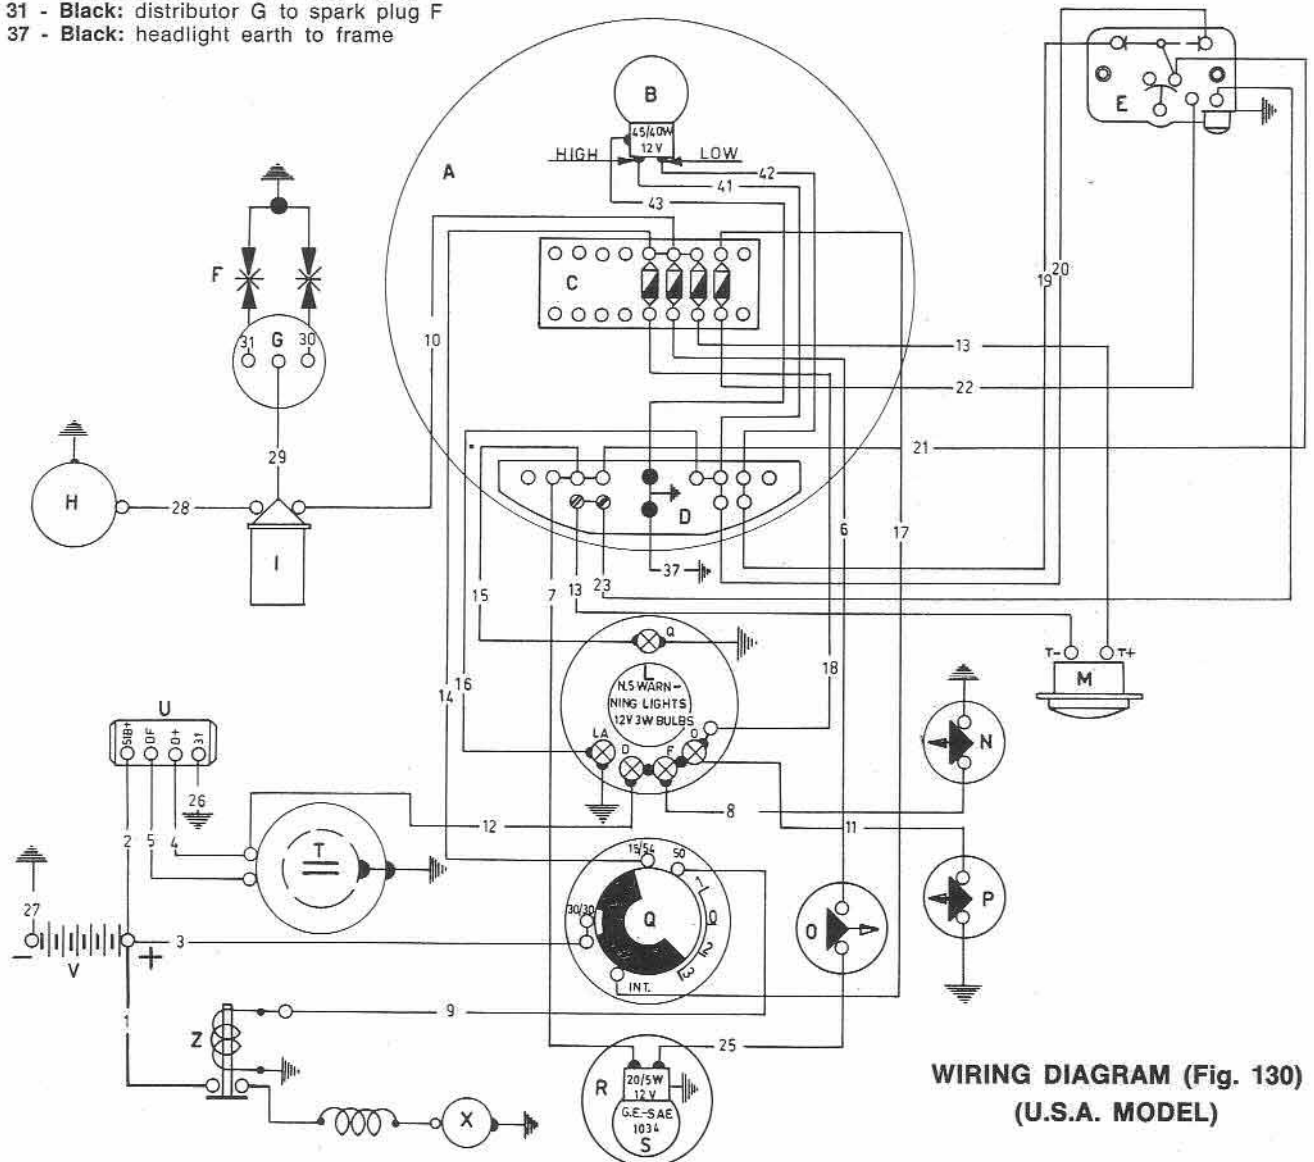 31 - Black: distributor G to spark plug F
37 - Black: headlight earth to frame
B
45/40W
12 V
HIGH
LOW
A
42
41
43
E
C
F
31
G
30
10
13
22
19
20
29
21
H
28
I
D
6
17
37
15
7
13
23
Q
L
N.S WARN-
NING LIGHTS
12V 3W BULBS
LA
D
F
O
18
14
16
T-
T+
M
N
U
51B+
DF
D+
31
26
2
5
4
12
8
11
T
15/54
50
30/30
Q
1
0
2
3
INT.
O
P
27
-
V
+
3
1
Z
9
25
R
20/5W
12 V
G.E.-SAE
1034
S
X
WIRING DIAGRAM (Fig. 130)
(U.S.A. MODEL)